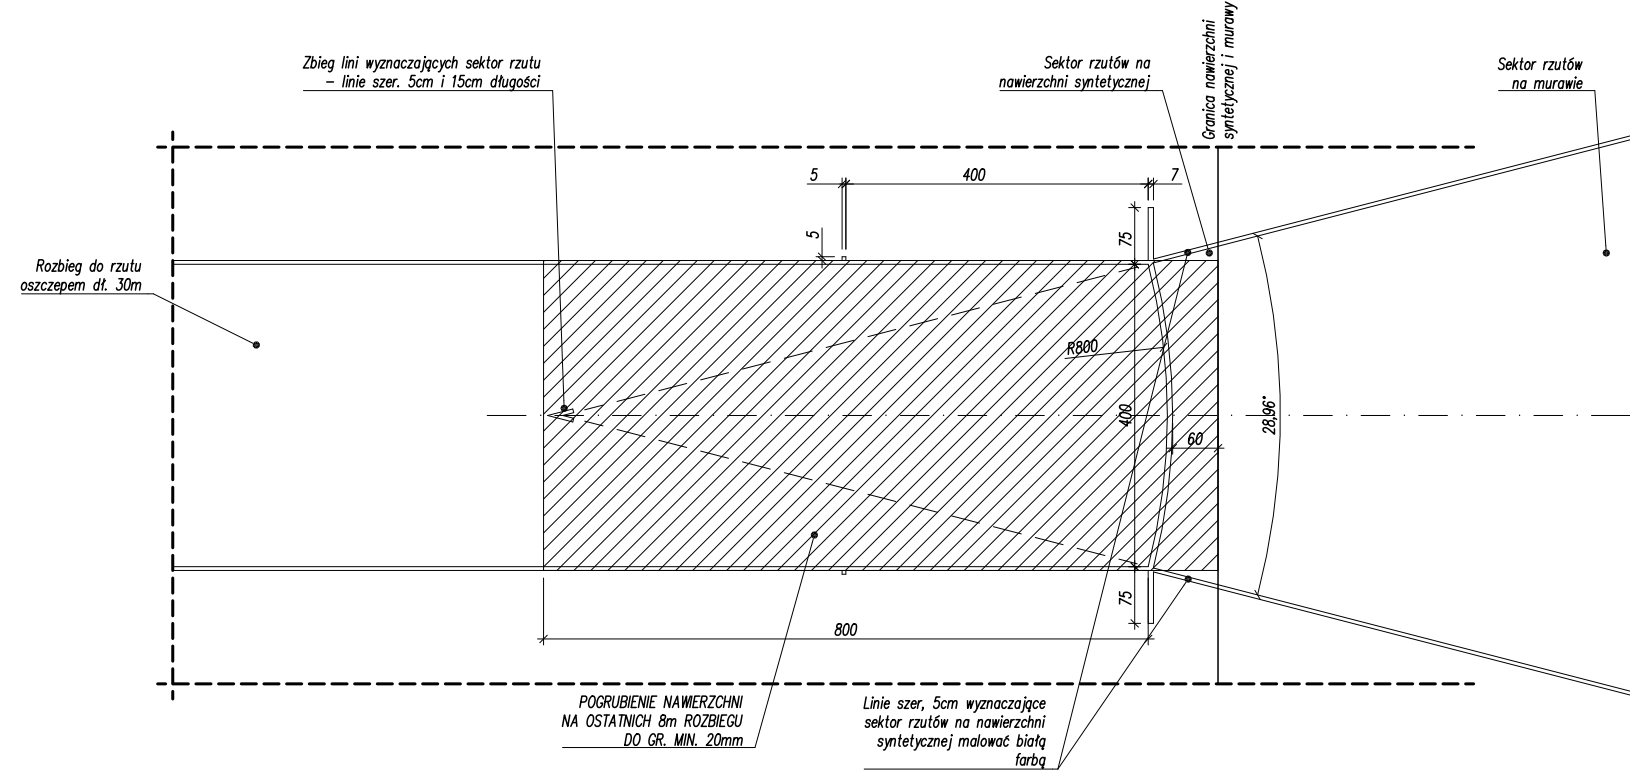 Zbieg lini wyznaczających sektor rzutu
– linie szer. 5cm i 15cm długości
Sektor rzutów na
nawierzchni syntetycznej
Granica nawierzchni
syntetycznej i murawy
Sektor rzutów
na murawie
5
400
7
5
75
Rozbieg do rzutu
oszczepem dł. 30m
R800
400
28,96°
60
75
800
POGRUBIENIE NAWIERZCHNI
NA OSTATNICH 8m ROZBIEGU
DO GR. MIN. 20mm
Linie szer, 5cm wyznaczające
sektor rzutów na nawierzchni
syntetycznej malować białą
farbą